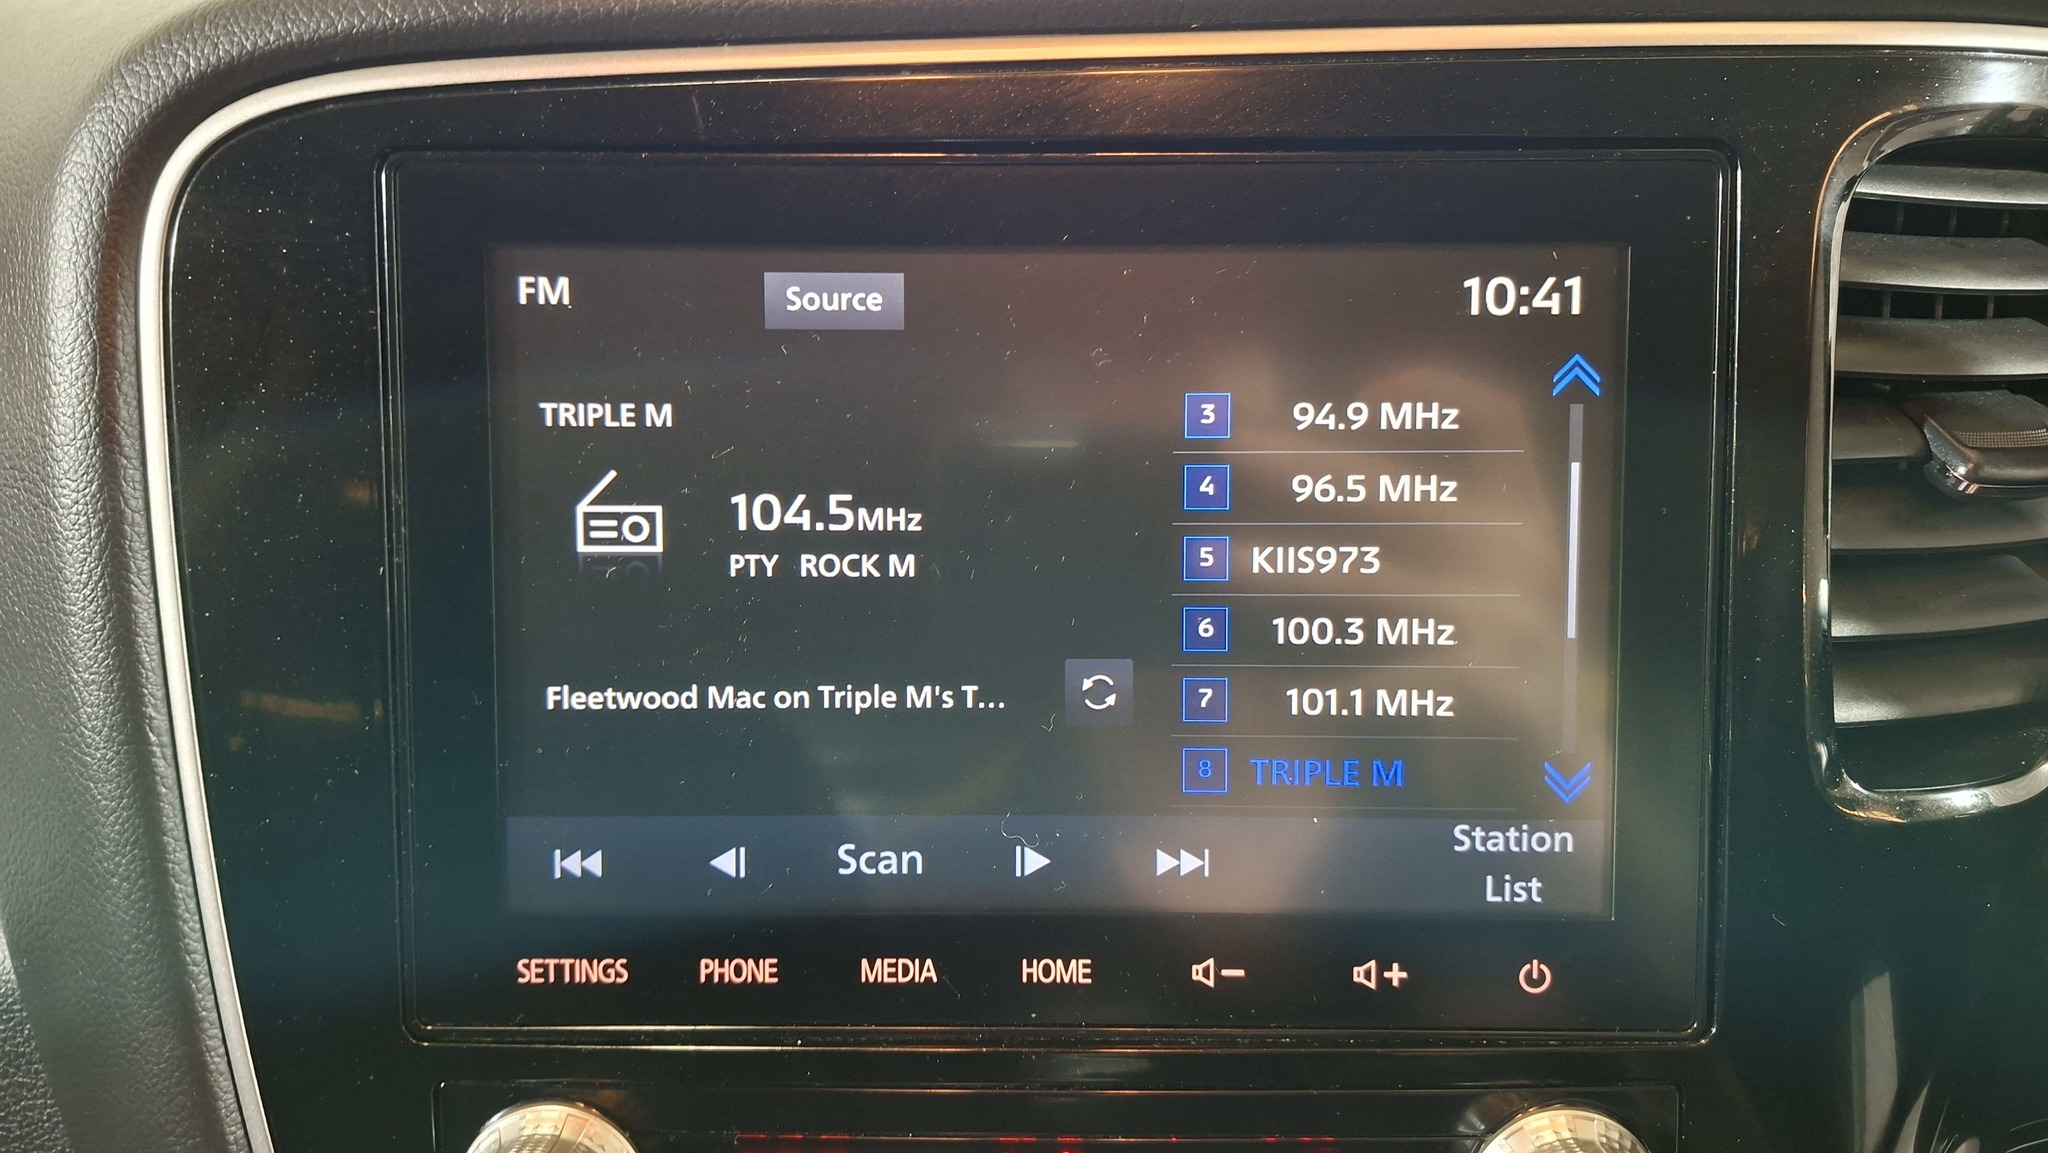 FM
Source
10:41
TRIPLE M
104.5MHz
PTY ROCK M
Fleetwood Mac on Triple M's T...
3 94.9 MHz
4 96.5 MHz
5 KIIS973
6 100.3 MHz
7 101.1 MHz
8 TRIPLE M
Scan
Station
List
SETTINGS PHONE MEDIA HOME